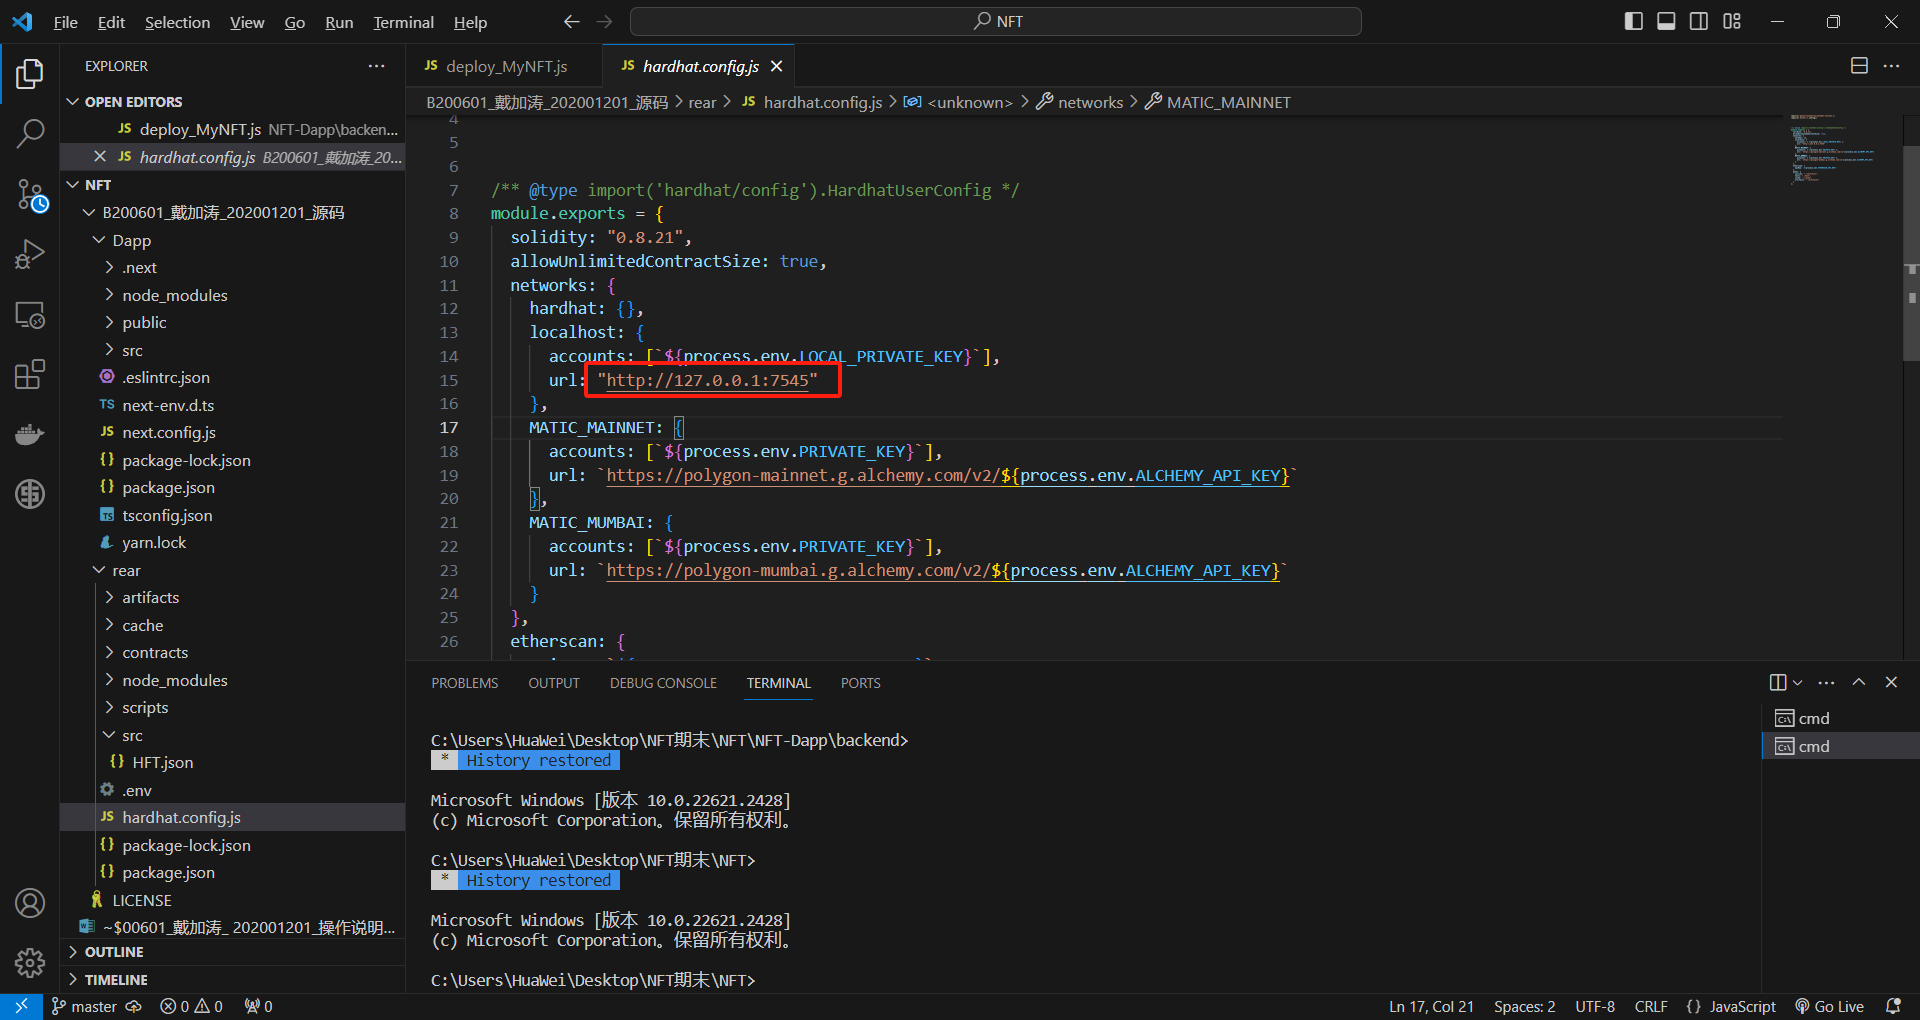 File Edit Selection View Go Run Terminal Help
NFT
EXPLORER
OPEN EDITORS
JS deploy_MyNFT.js NFT-Dapp\backen...
JS hardhat.config.js B200601_戴加涛_20...
NFT
B200601_戴加涛_202001201_源码
Dapp
.next
node_modules
public
src
.eslintrc.json
TS next-env.d.ts
JS next.config.js
{} package-lock.json
{} package.json
TS tsconfig.json
yarn.lock
rear
artifacts
cache
contracts
node_modules
scripts
src
{} HFT.json
.env
JS hardhat.config.js
{} package-lock.json
{} package.json
LICENSE
~$00601_戴加涛_ 202001201_操作说明...
OUTLINE
TIMELINE
JS deploy_MyNFT.js
JS hardhat.config.js
B200601_戴加涛_202001201_源码 > rear > JS hardhat.config.js > <unknown> > networks > MATIC_MAINNET
4
5
6
7 /** @type import('hardhat/config').HardhatUserConfig */
8 module.exports = {
9 solidity: "0.8.21",
10 allowUnlimitedContractSize: true,
11 networks: {
12 hardhat: {},
13 localhost: {
14 accounts: [`${process.env.LOCAL_PRIVATE_KEY}`],
15 url: "http://127.0.0.1:7545"
16 },
17 MATIC_MAINNET: {
18 accounts: [`${process.env.PRIVATE_KEY}`],
19 url: `https://polygon-mainnet.g.alchemy.com/v2/${process.env.ALCHEMY_API_KEY}`
20 },
21 MATIC_MUMBAI: {
22 accounts: [`${process.env.PRIVATE_KEY}`],
23 url: `https://polygon-mumbai.g.alchemy.com/v2/${process.env.ALCHEMY_API_KEY}`
24 }
25 },
26 etherscan: {
PROBLEMS OUTPUT DEBUG CONSOLE TERMINAL PORTS
C:\Users\HuaWei\Desktop\NFT期末\NFT\NFT-Dapp\backend>
* History restored
Microsoft Windows [版本 10.0.22621.2428]
(c) Microsoft Corporation。保留所有权利。
C:\Users\HuaWei\Desktop\NFT期末\NFT>
* History restored
Microsoft Windows [版本 10.0.22621.2428]
(c) Microsoft Corporation。保留所有权利。
C:\Users\HuaWei\Desktop\NFT期末\NFT>
cmd
cmd
master 0 0 0 Ln 17, Col 21 Spaces: 2 UTF-8 CRLF {} JavaScript Go Live